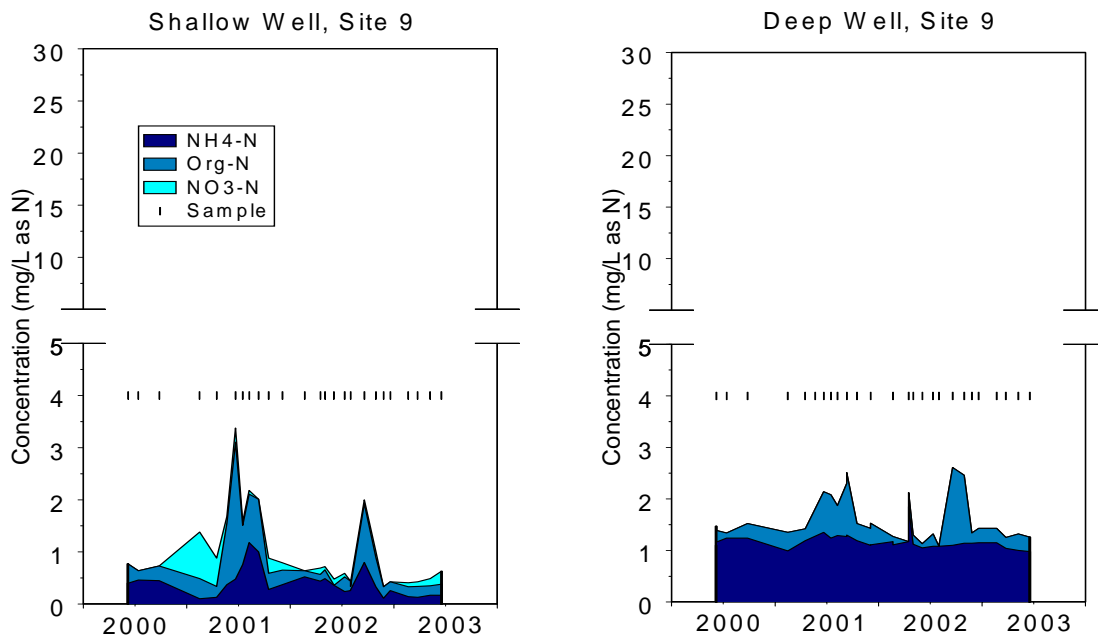 Shallow Well, Site 9
Deep Well, Site 9
Concentration (mg/L as N)
30
25
20
15
10
5
4
3
2
1
0
NH4-N
Org-N
NO3-N
Sample
2000 2001 2002 2003
Concentration (mg/L as N)
30
25
20
15
10
5
4
3
2
1
0
2000 2001 2002 2003